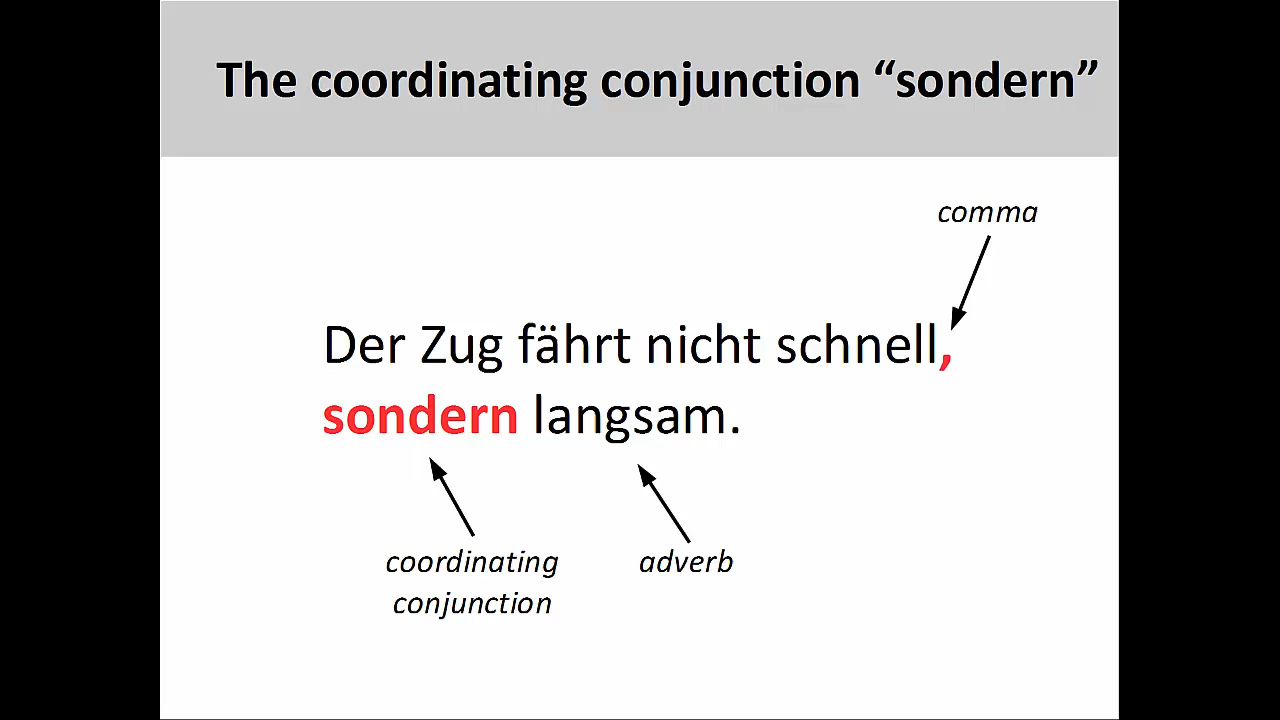 The coordinating conjunction “sondern”
comma
Der Zug fährt nicht schnell,
sondern langsam.
coordinating
conjunction
adverb